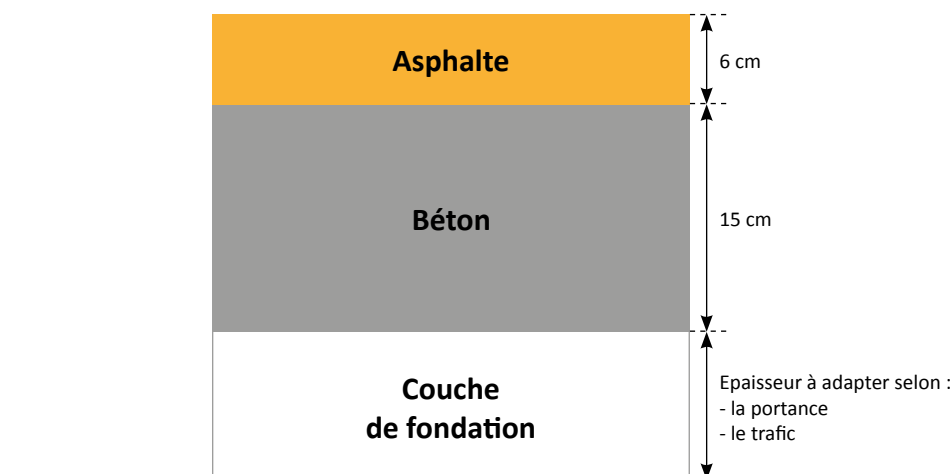 Asphalte
6 cm
Béton
15 cm
Couche
de fondation
Epaisseur à adapter selon :
- la portance
- le trafic